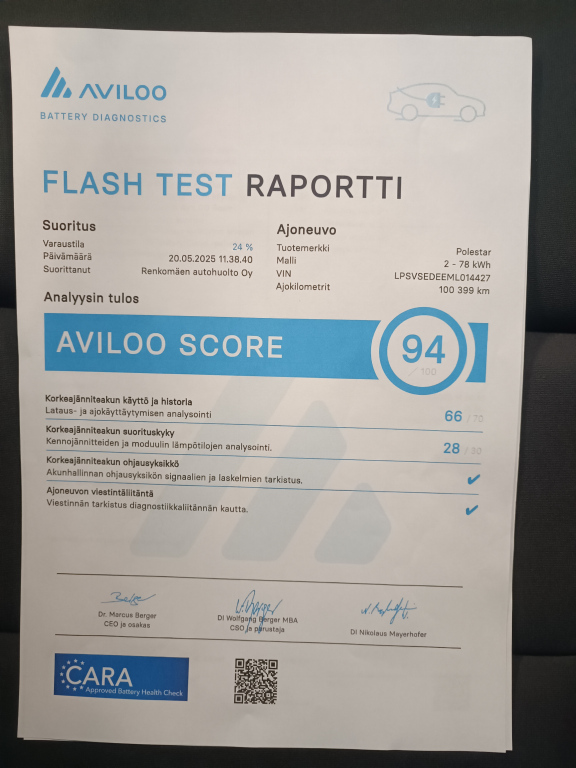 AVILOO
BATTERY DIAGNOSTICS
FLASH TEST RAPORTTI
Suoritus
Varaustila 24 %
Päivämäärä 20.05.2025 11.38.40
Suorittanut Renkomäen autohuolto Oy
Ajoneuvo
Tuotemerkki Polestar
Malli 2 - 78 kWh
VIN LPSVSEDEEML014427
Ajokilometrit 100 399 km
Analyysin tulos
AVILOO SCORE 94 / 100
Korkeajänniteakun käyttö ja historia
Lataus- ja ajokäyttäytymisen analysointi 66 / 70
Korkeajänniteakun suorituskyky
Kennojännitteiden ja moduulin lämpötilojen analysointi. 28 / 30
Korkeajänniteakun ohjausyksikkö
Akunhallinnan ohjausyksikön signaalien ja laskelmien tarkistus. ✔
Ajoneuvon viestintäliitäntä
Viestinnän tarkistus diagnostiikkaliitännän kautta. ✔
Dr. Marcus Berger
CEO ja osakas
DI Wolfgang Berger MBA
CSO ja perustaja
DI Nikolaus Mayerhofer
CARA
Approved Battery Health Check